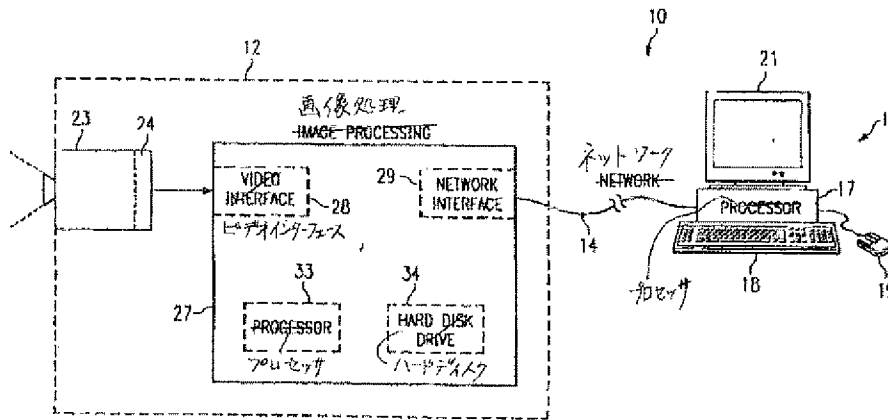 10
12
21
23
24
画像処理
IMAGE PROCESSING
VIDEO
INTERFACE
28
ビデオインターフェース
29
NETWORK
INTERFACE
ネットワーク
NETWORK
14
PROCESSOR
17
プロセッサ
18
19
27
33
PROCESSOR
プロセッサ
34
HARD DISK
DRIVE
ハードディスク